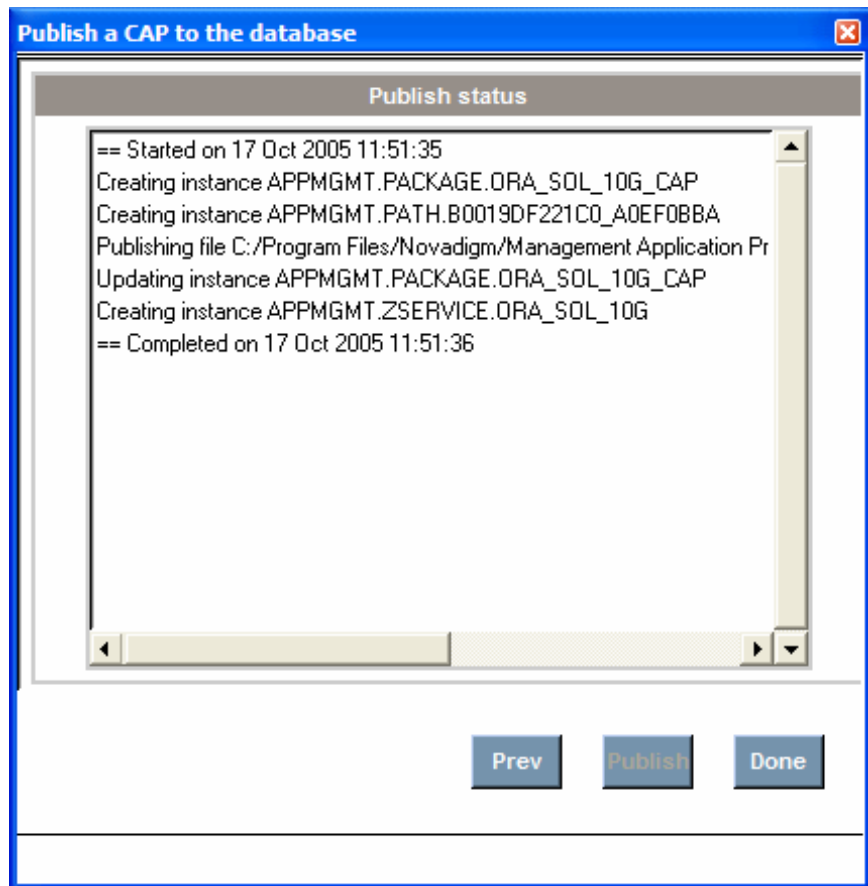 Publish a CAP to the database
Publish status
== Started on 17 Oct 2005 11:51:35
Creating instance APPMGMT.PACKAGE.ORA_SOL_10G_CAP
Creating instance APPMGMT.PATH.B0019DF221C0_A0EF0BBA
Publishing file C:/Program Files/Novadigm/Management Application Pr
Updating instance APPMGMT.PACKAGE.ORA_SOL_10G_CAP
Creating instance APPMGMT.ZSERVICE.ORA_SOL_10G
== Completed on 17 Oct 2005 11:51:36
Prev Publish Done